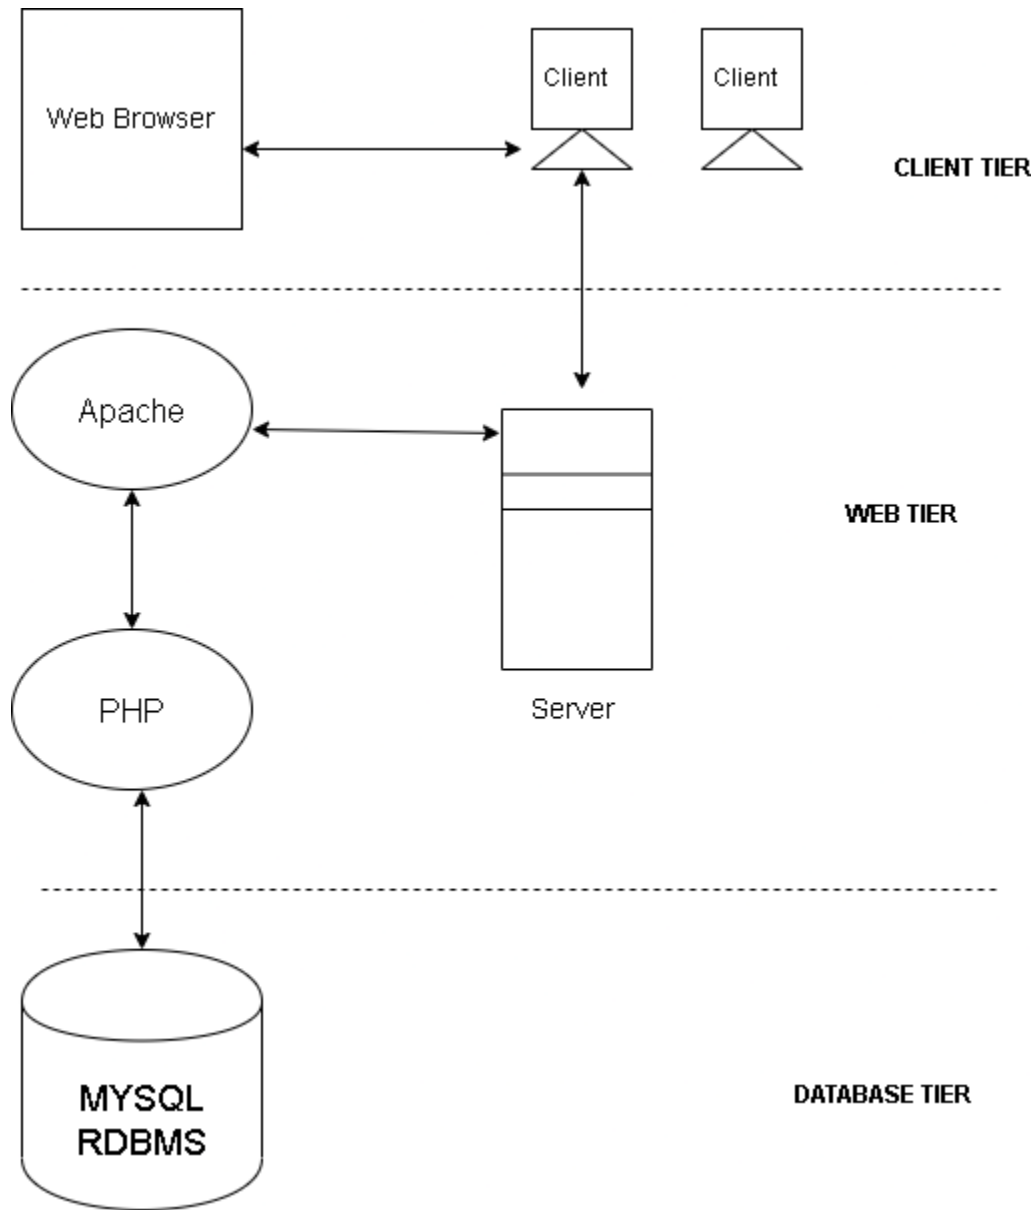 Web Browser
Client
Client
CLIENT TIER
Apache
WEB TIER
PHP
Server
MYSQL
RDBMS
DATABASE TIER